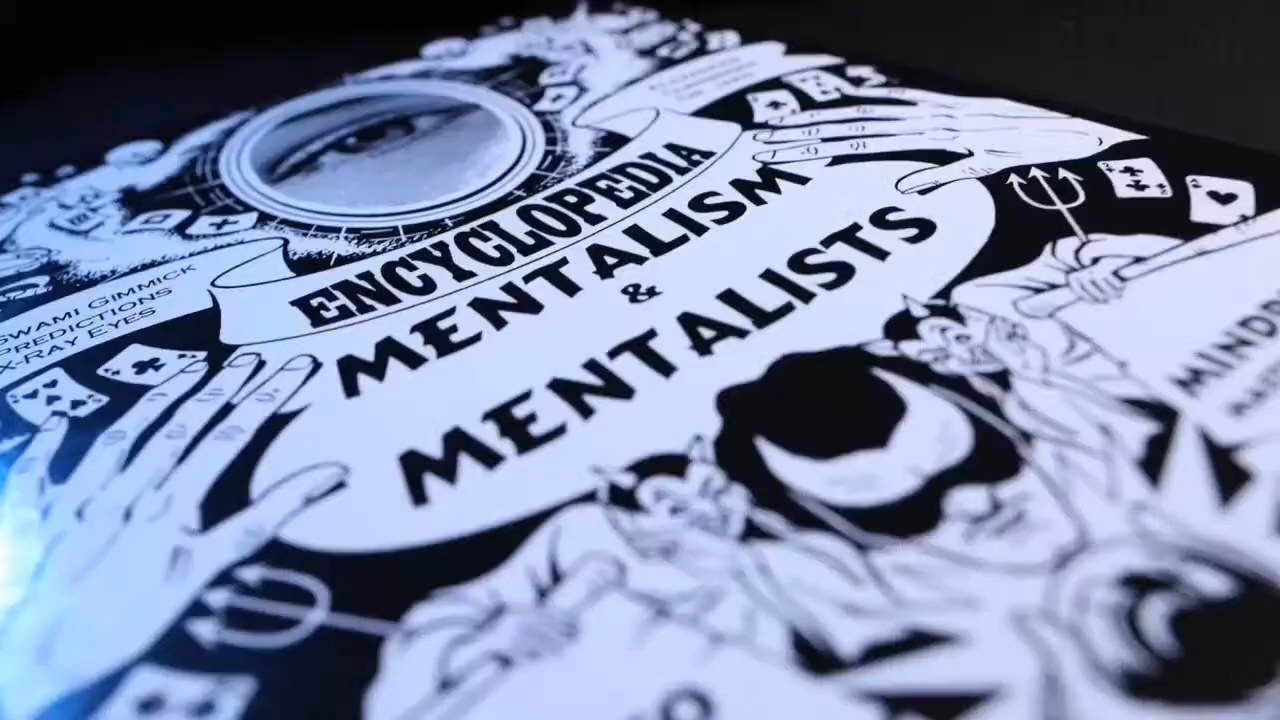 ENCYCLOPEDIA
MENTALISM
&
MENTALISTS
SWAMI GIMMICK
PREDICTIONS
X-RAY EYES